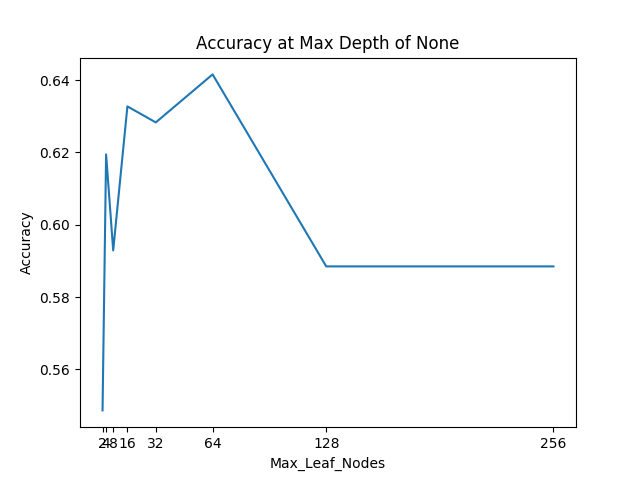 Accuracy at Max Depth of None
0.64
0.62
0.60
0.58
0.56
Accuracy
2 4 8 16 32 64 128 256
Max_Leaf_Nodes